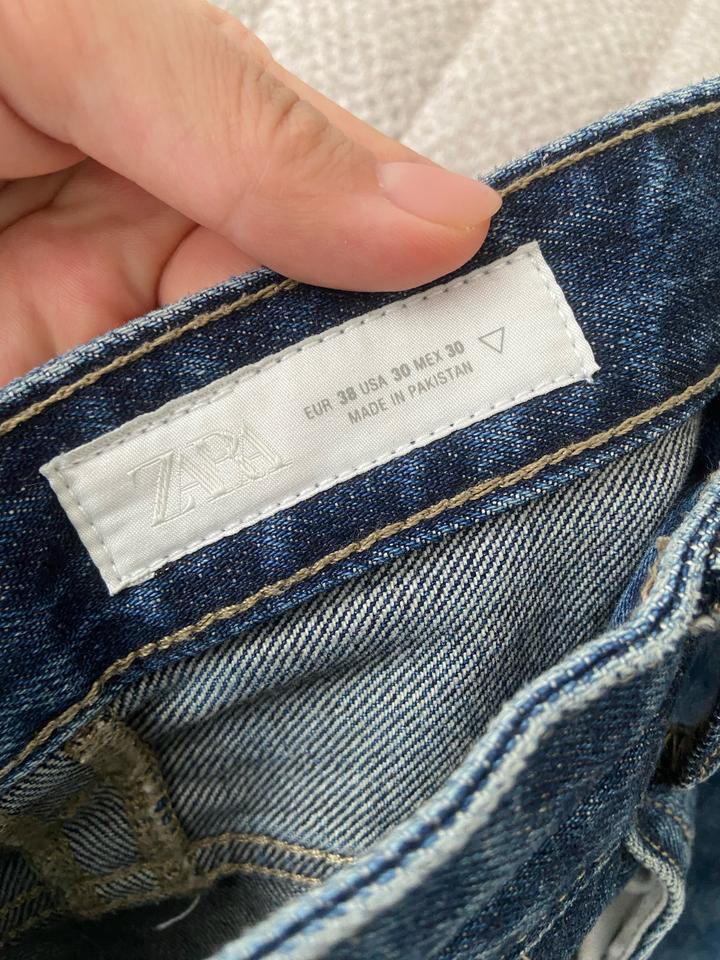 ZARA
EUR 38 USA 30 MEX 30
MADE IN PAKISTAN